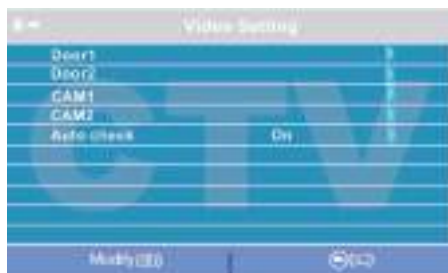 Video Setting
Door1
Door2
CAM1
CAM2
Auto check On
CTV
Modify